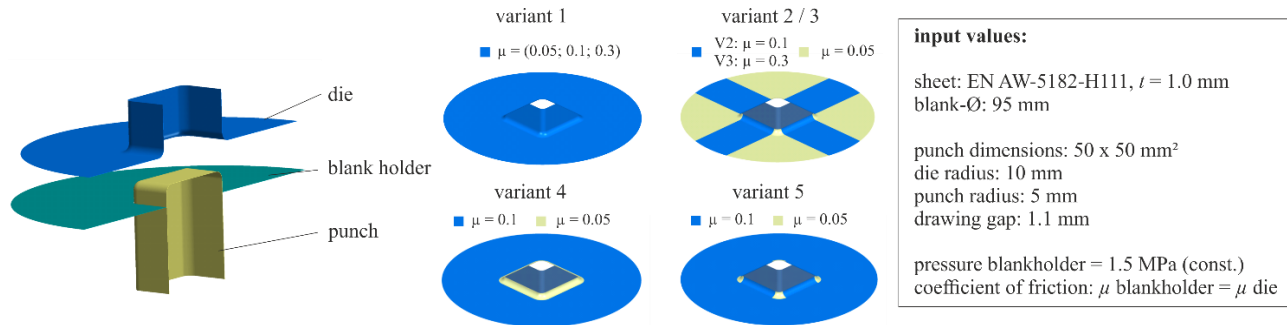 die
blank holder
punch
variant 1
μ = (0.05; 0.1; 0.3)
variant 2 / 3
V2: μ = 0.1
V3: μ = 0.3
μ = 0.05
variant 4
μ = 0.1 μ = 0.05
variant 5
μ = 0.1 μ = 0.05
input values:
sheet: EN AW-5182-H111, t = 1.0 mm
blank-Ø: 95 mm
punch dimensions: 50 x 50 mm²
die radius: 10 mm
punch radius: 5 mm
drawing gap: 1.1 mm
pressure blankholder = 1.5 MPa (const.)
coefficient of friction: μ blankholder = μ die